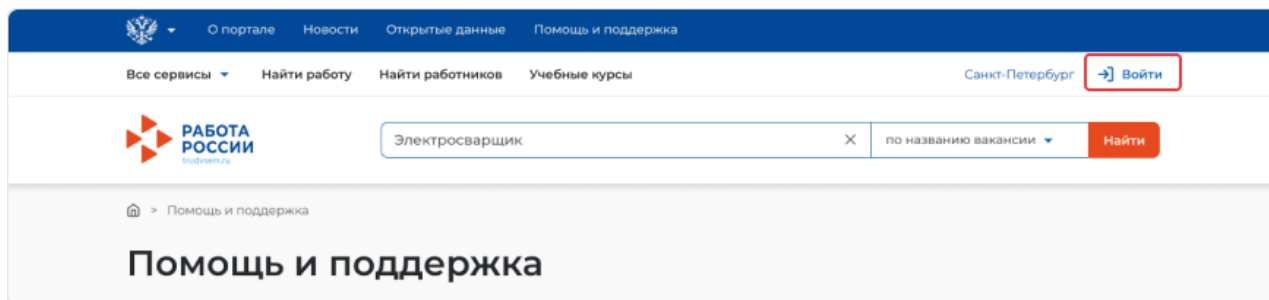 О портале Новости Открытые данные Помощь и поддержка
Все сервисы Найти работу Найти работников Учебные курсы Санкт-Петербург Войти
РАБОТА
РОССИИ
trudvsem.ru
Электросварщик по названию вакансии Найти
> Помощь и поддержка
Помощь и поддержка